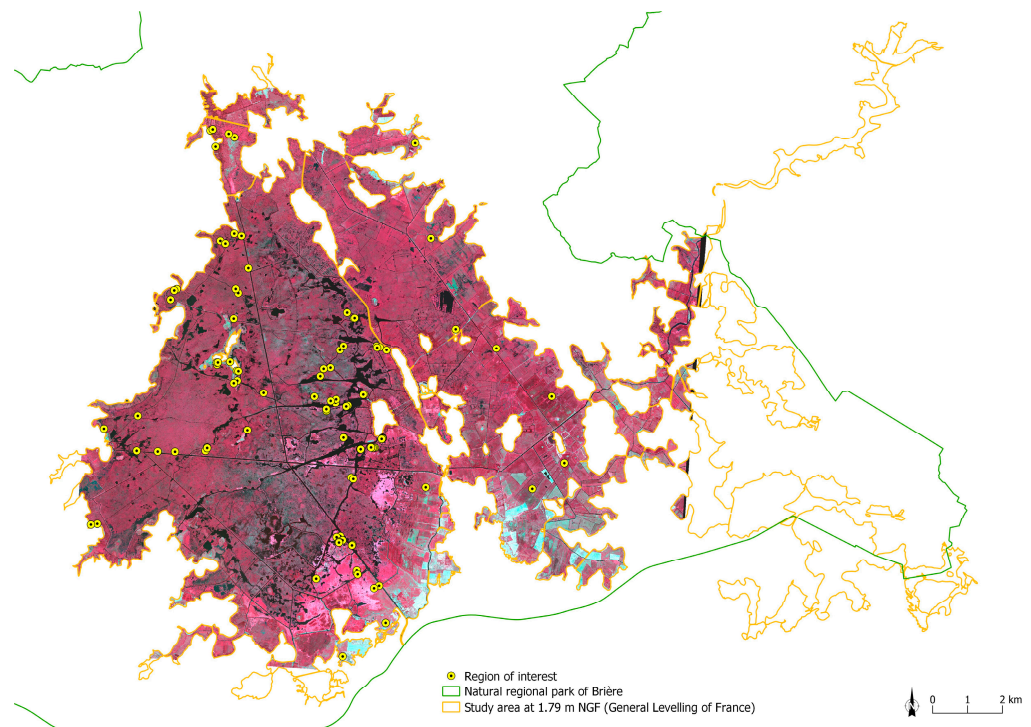 Region of interest
Natural regional park of Brière
Study area at 1.79 m NGF (General Levelling of France)
0 1 2 km